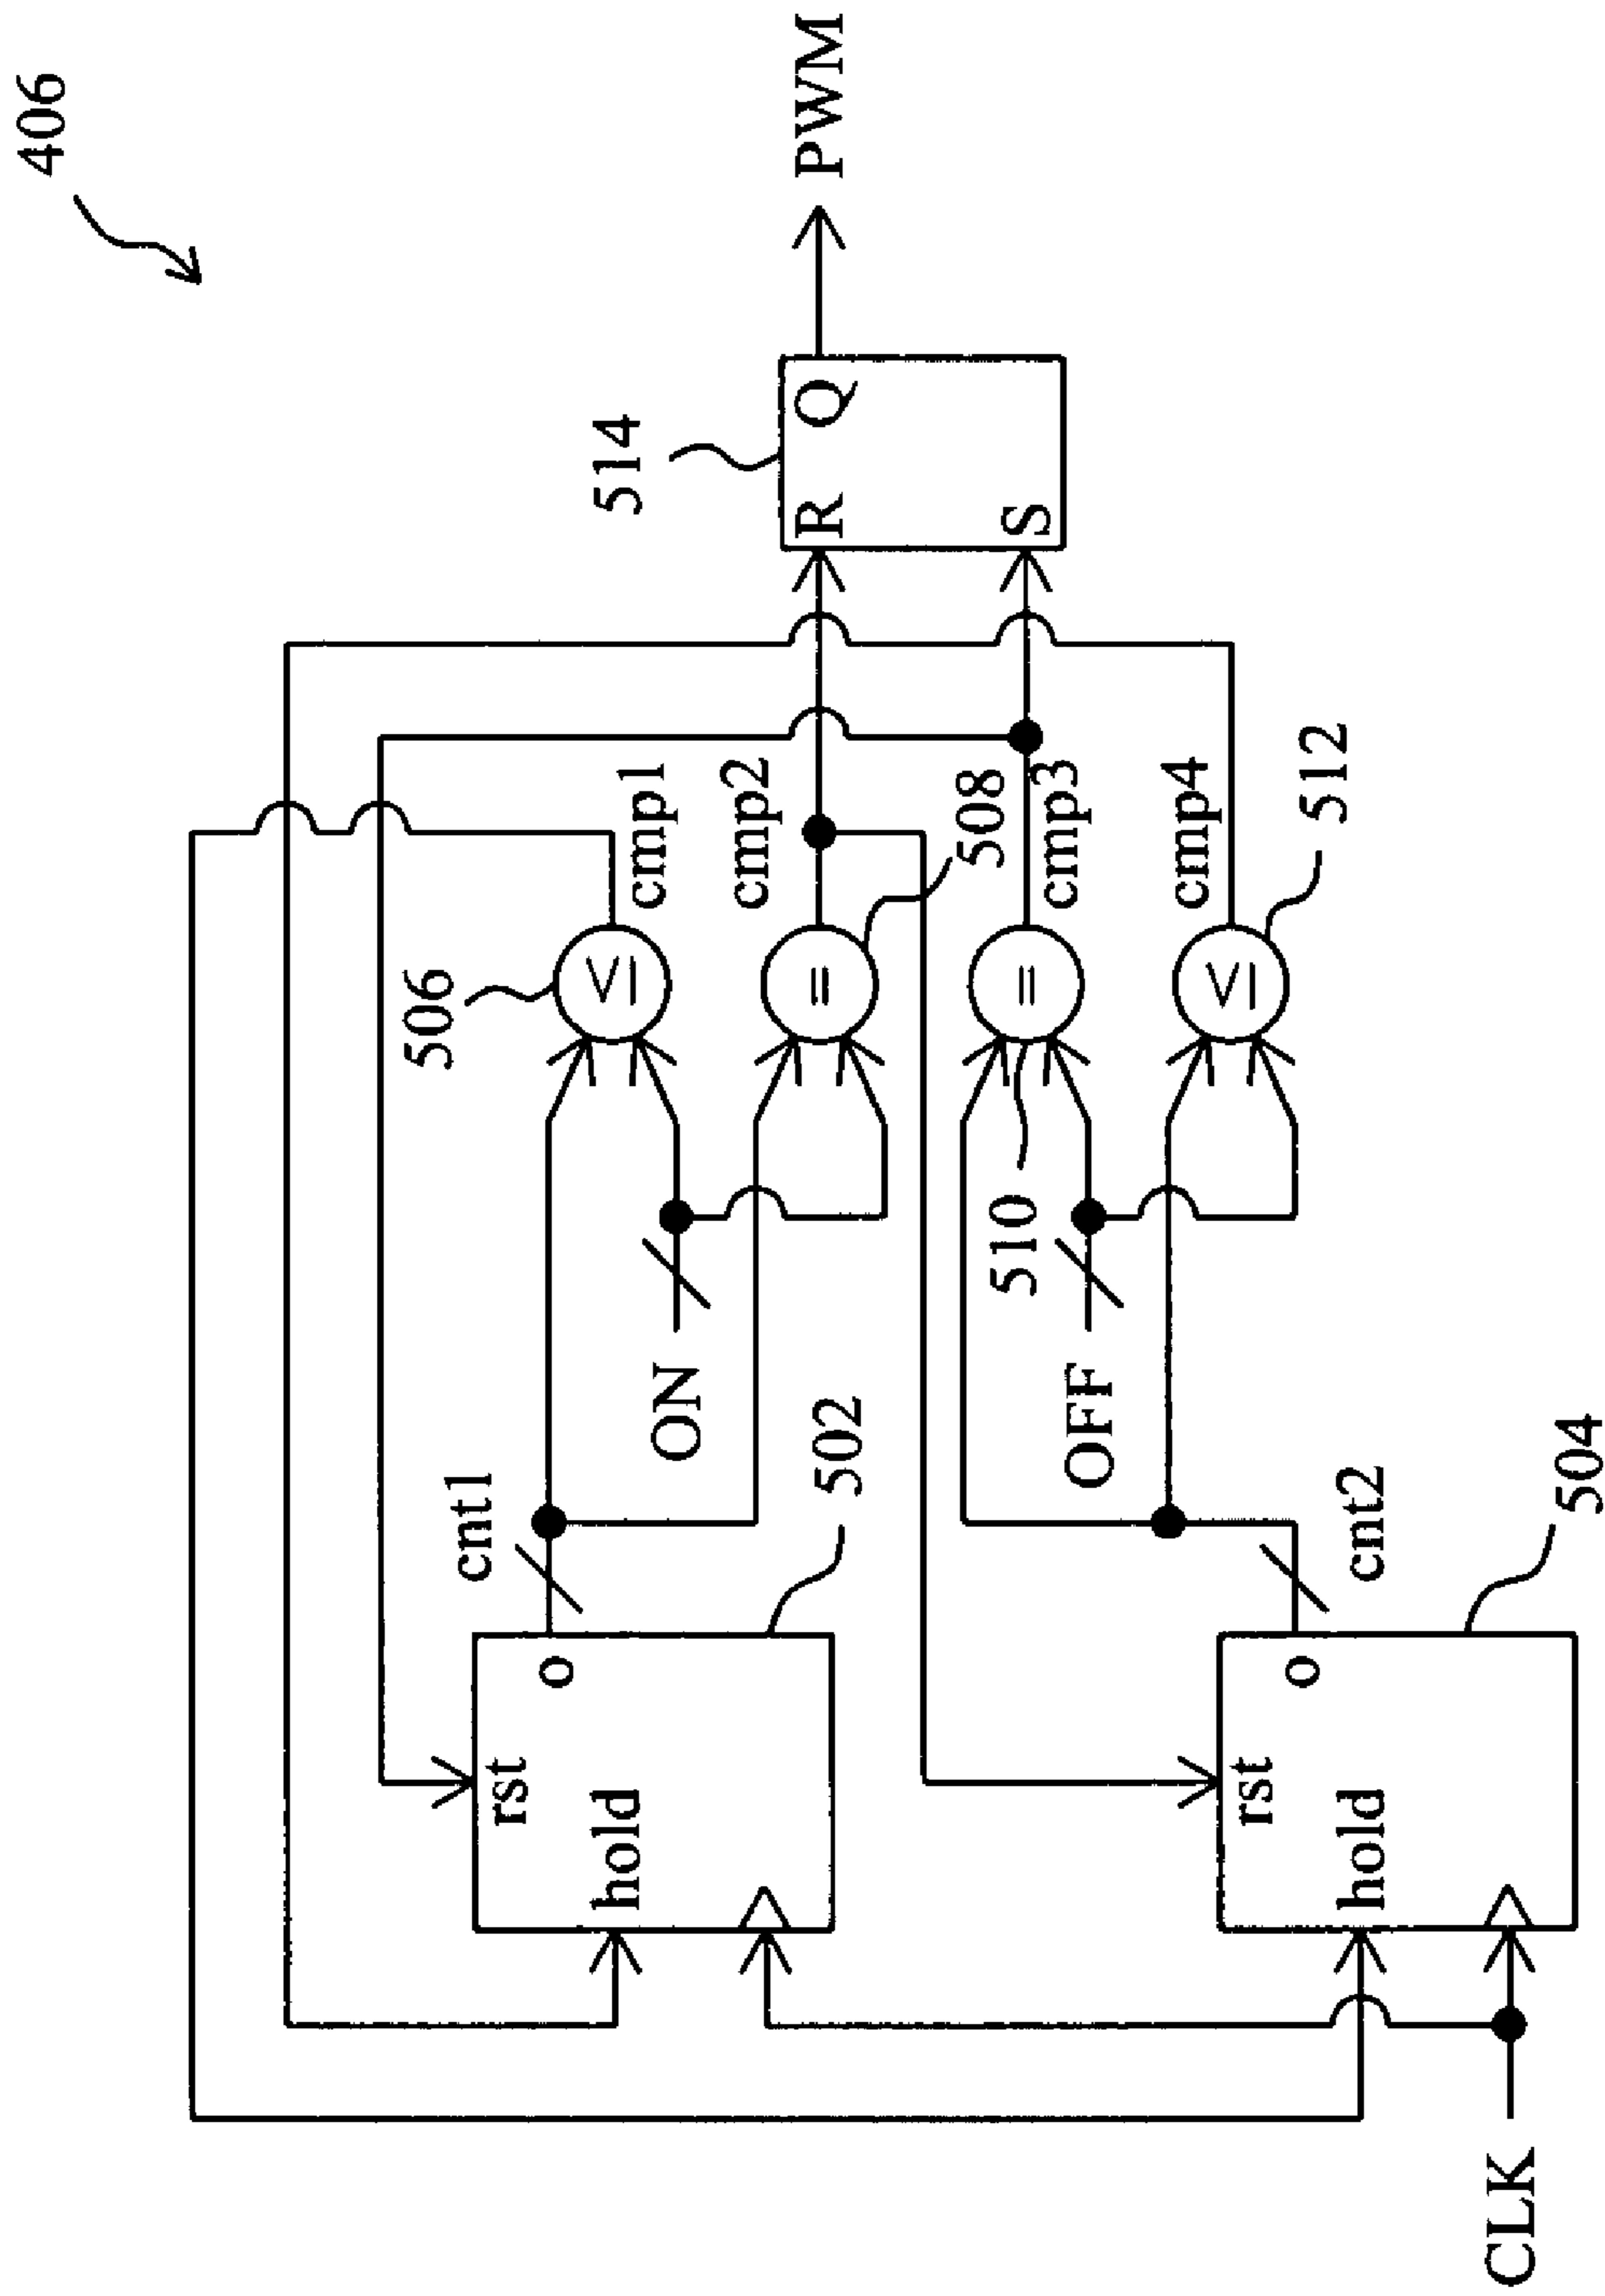 406
506
cnt1
rst
o
hold
≤
514
cmp1
ON
cmp2
R
Q
PWM
=
502
508
510
=
S
cmp3
OFF
cmp4
≤
rst
o
512
hold
cnt2
CLK
504